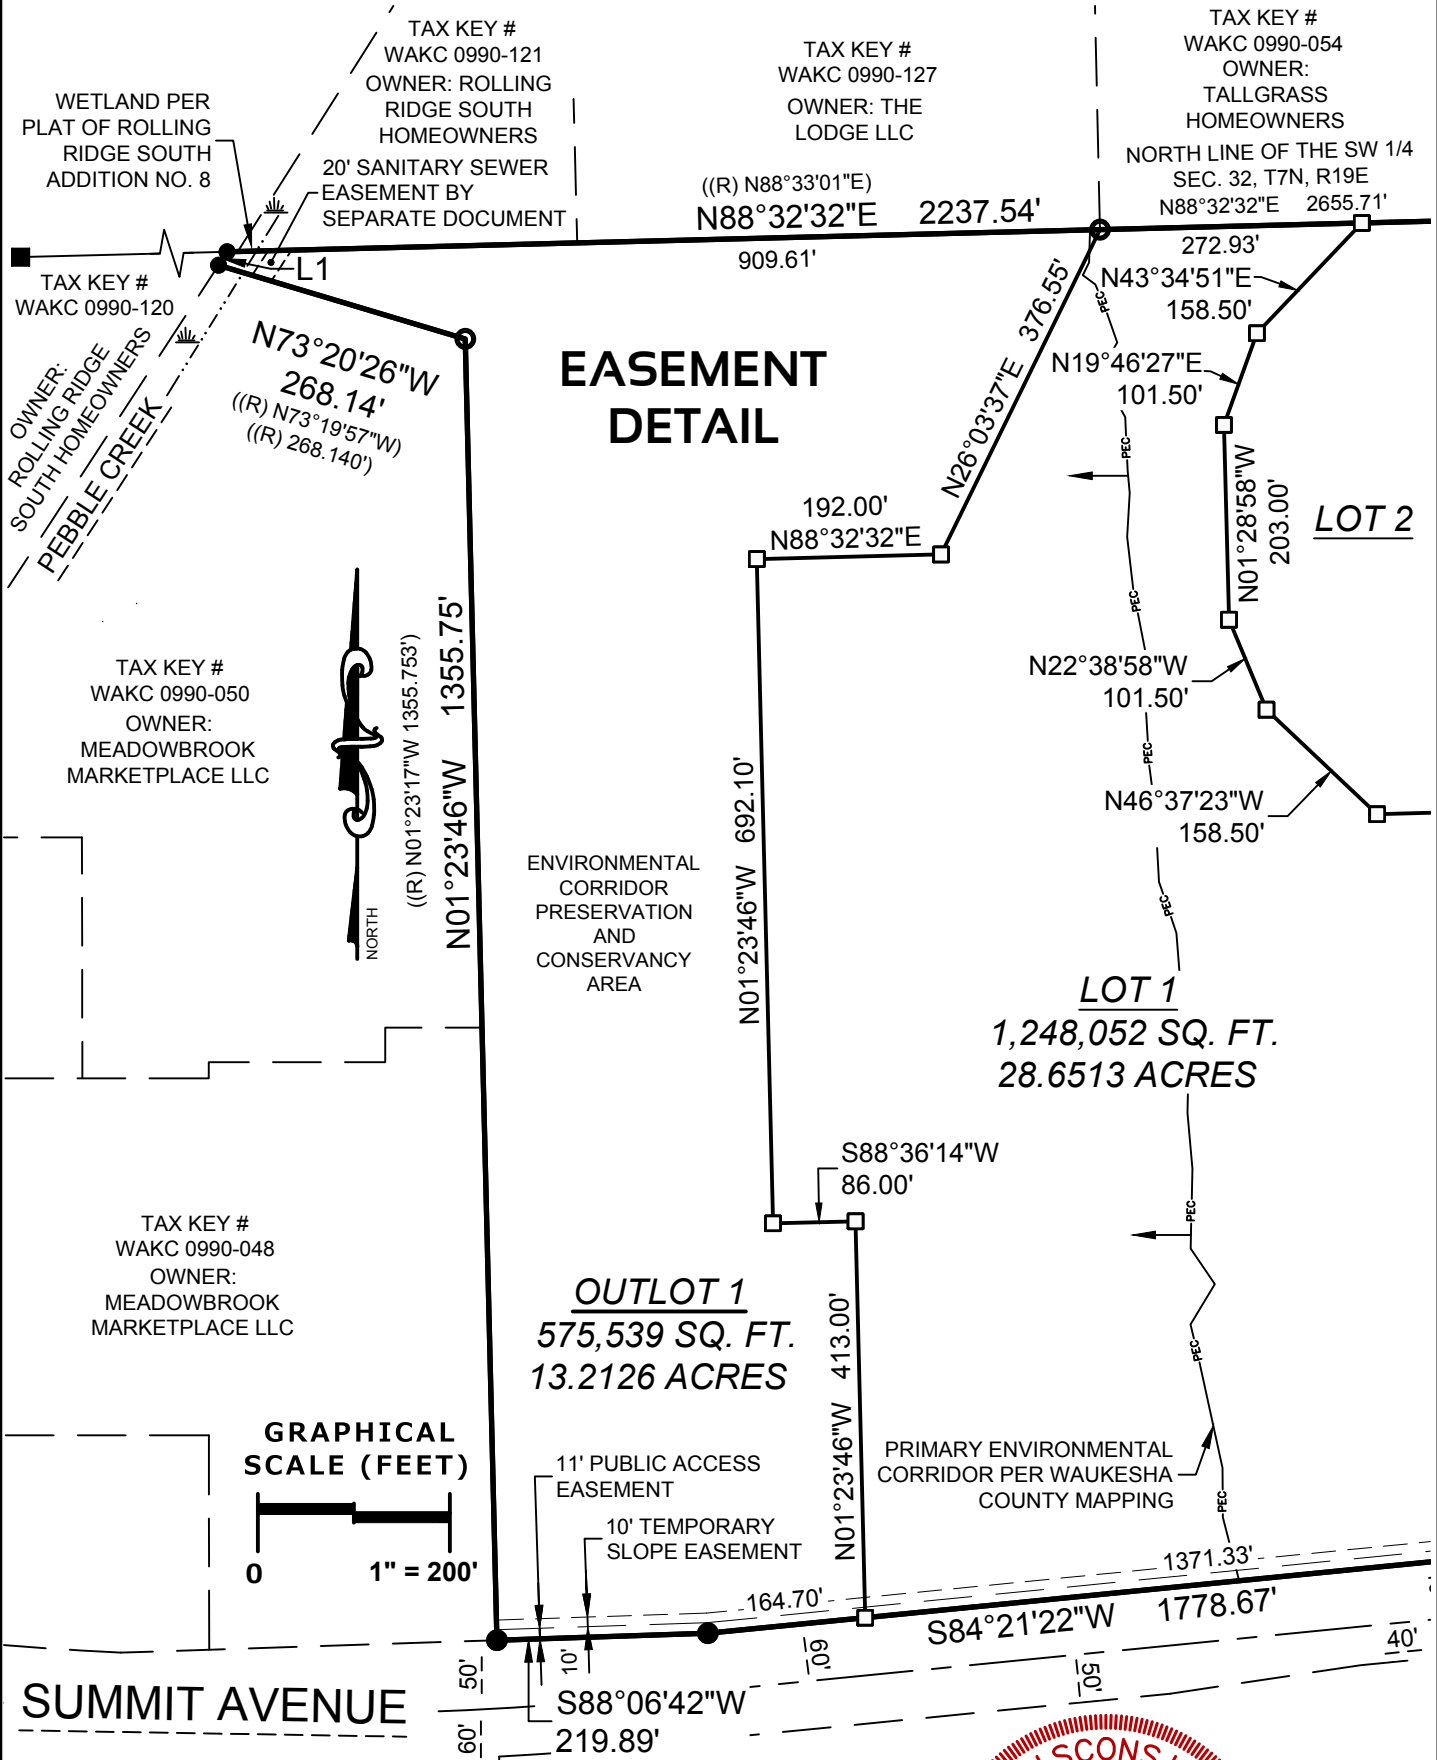 TAX KEY #
WAKC 0990-121
OWNER: ROLLING
RIDGE SOUTH
HOMEOWNERS
TAX KEY #
WAKC 0990-127
OWNER: THE
LODGE LLC
TAX KEY #
WAKC 0990-054
OWNER:
TALLGRASS
HOMEOWNERS
NORTH LINE OF THE SW 1/4
SEC. 32, T7N, R19E
N88°32'32"E 2655.71'
WETLAND PER
PLAT OF ROLLING
RIDGE SOUTH
ADDITION NO. 8
20' SANITARY SEWER
EASEMENT BY
SEPARATE DOCUMENT
((R) N88°33'01"E)
N88°32'32"E 2237.54'
909.61'
272.93'
L1
TAX KEY #
WAKC 0990-120
OWNER:
ROLLING RIDGE
SOUTH HOMEOWNERS
PEBBLE CREEK
N73°20'26"W
268.14'
((R) N73°19'57"W)
((R) 268.140')
EASEMENT
DETAIL
N26°03'37"E 376.55'
PEC
N43°34'51"E
158.50'
N19°46'27"E
101.50'
PEC
192.00'
N88°32'32"E
N01°28'58"W
203.00'
LOT 2
PEC
N22°38'58"W
101.50'
PEC
N46°37'23"W
158.50'
PEC
TAX KEY #
WAKC 0990-050
OWNER:
MEADOWBROOK
MARKETPLACE LLC
NORTH
((R) N01°23'17"W 1355.753')
N01°23'46"W 1355.75'
N01°23'46"W 692.10'
ENVIRONMENTAL
CORRIDOR
PRESERVATION
AND
CONSERVANCY
AREA
LOT 1
1,248,052 SQ. FT.
28.6513 ACRES
S88°36'14"W
86.00'
PEC
TAX KEY #
WAKC 0990-048
OWNER:
MEADOWBROOK
MARKETPLACE LLC
OUTLOT 1
575,539 SQ. FT.
13.2126 ACRES
N01°23'46"W 413.00'
PEC
GRAPHICAL
SCALE (FEET)
0 1" = 200'
11' PUBLIC ACCESS
EASEMENT
10' TEMPORARY
SLOPE EASEMENT
PRIMARY ENVIRONMENTAL
CORRIDOR PER WAUKESHA
COUNTY MAPPING
PEC
164.70'
1371.33'
S84°21'22"W 1778.67'
50'
60'
10'
60'
50'
40'
SUMMIT AVENUE
S88°06'42"W
219.89'
SCONS